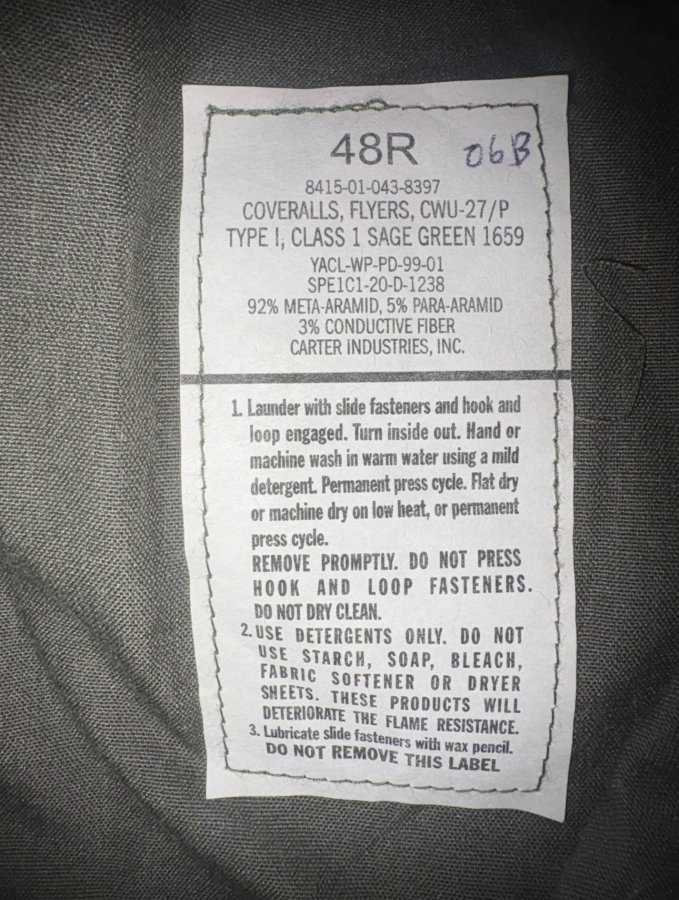 48R 06B
8415-01-043-8397
COVERALLS, FLYERS, CWU-27/P
TYPE I, CLASS 1 SAGE GREEN 1659
YACL-WP-PD-99-01
SPE1C1-20-D-1238
92% META-ARAMID, 5% PARA-ARAMID
3% CONDUCTIVE FIBER
CARTER INDUSTRIES, INC.
1. Launder with slide fasteners and hook and
loop engaged. Turn inside out. Hand or
machine wash in warm water using a mild
detergent. Permanent press cycle. Flat dry
or machine dry on low heat, or permanent
press cycle.
REMOVE PROMPTLY. DO NOT PRESS
HOOK AND LOOP FASTENERS.
DO NOT DRY CLEAN.
2. USE DETERGENTS ONLY. DO NOT
USE STARCH, SOAP, BLEACH,
FABRIC SOFTENER OR DRYER
SHEETS. THESE PRODUCTS WILL
DETERIORATE THE FLAME RESISTANCE.
3. Lubricate slide fasteners with wax pencil.
DO NOT REMOVE THIS LABEL